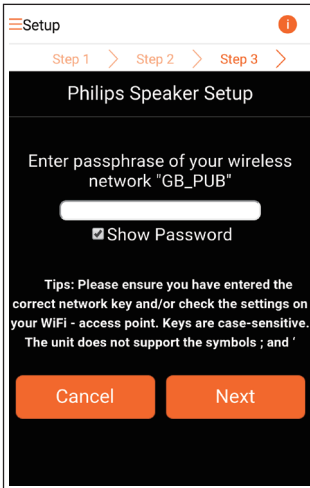 Setup
Step 1 Step 2 Step 3
Philips Speaker Setup
Enter passphrase of your wireless
network "GB_PUB"
Show Password
Tips: Please ensure you have entered the
correct network key and/or check the settings on
your WiFi - access point. Keys are case-sensitive.
The unit does not support the symbols ; and ′
Cancel Next